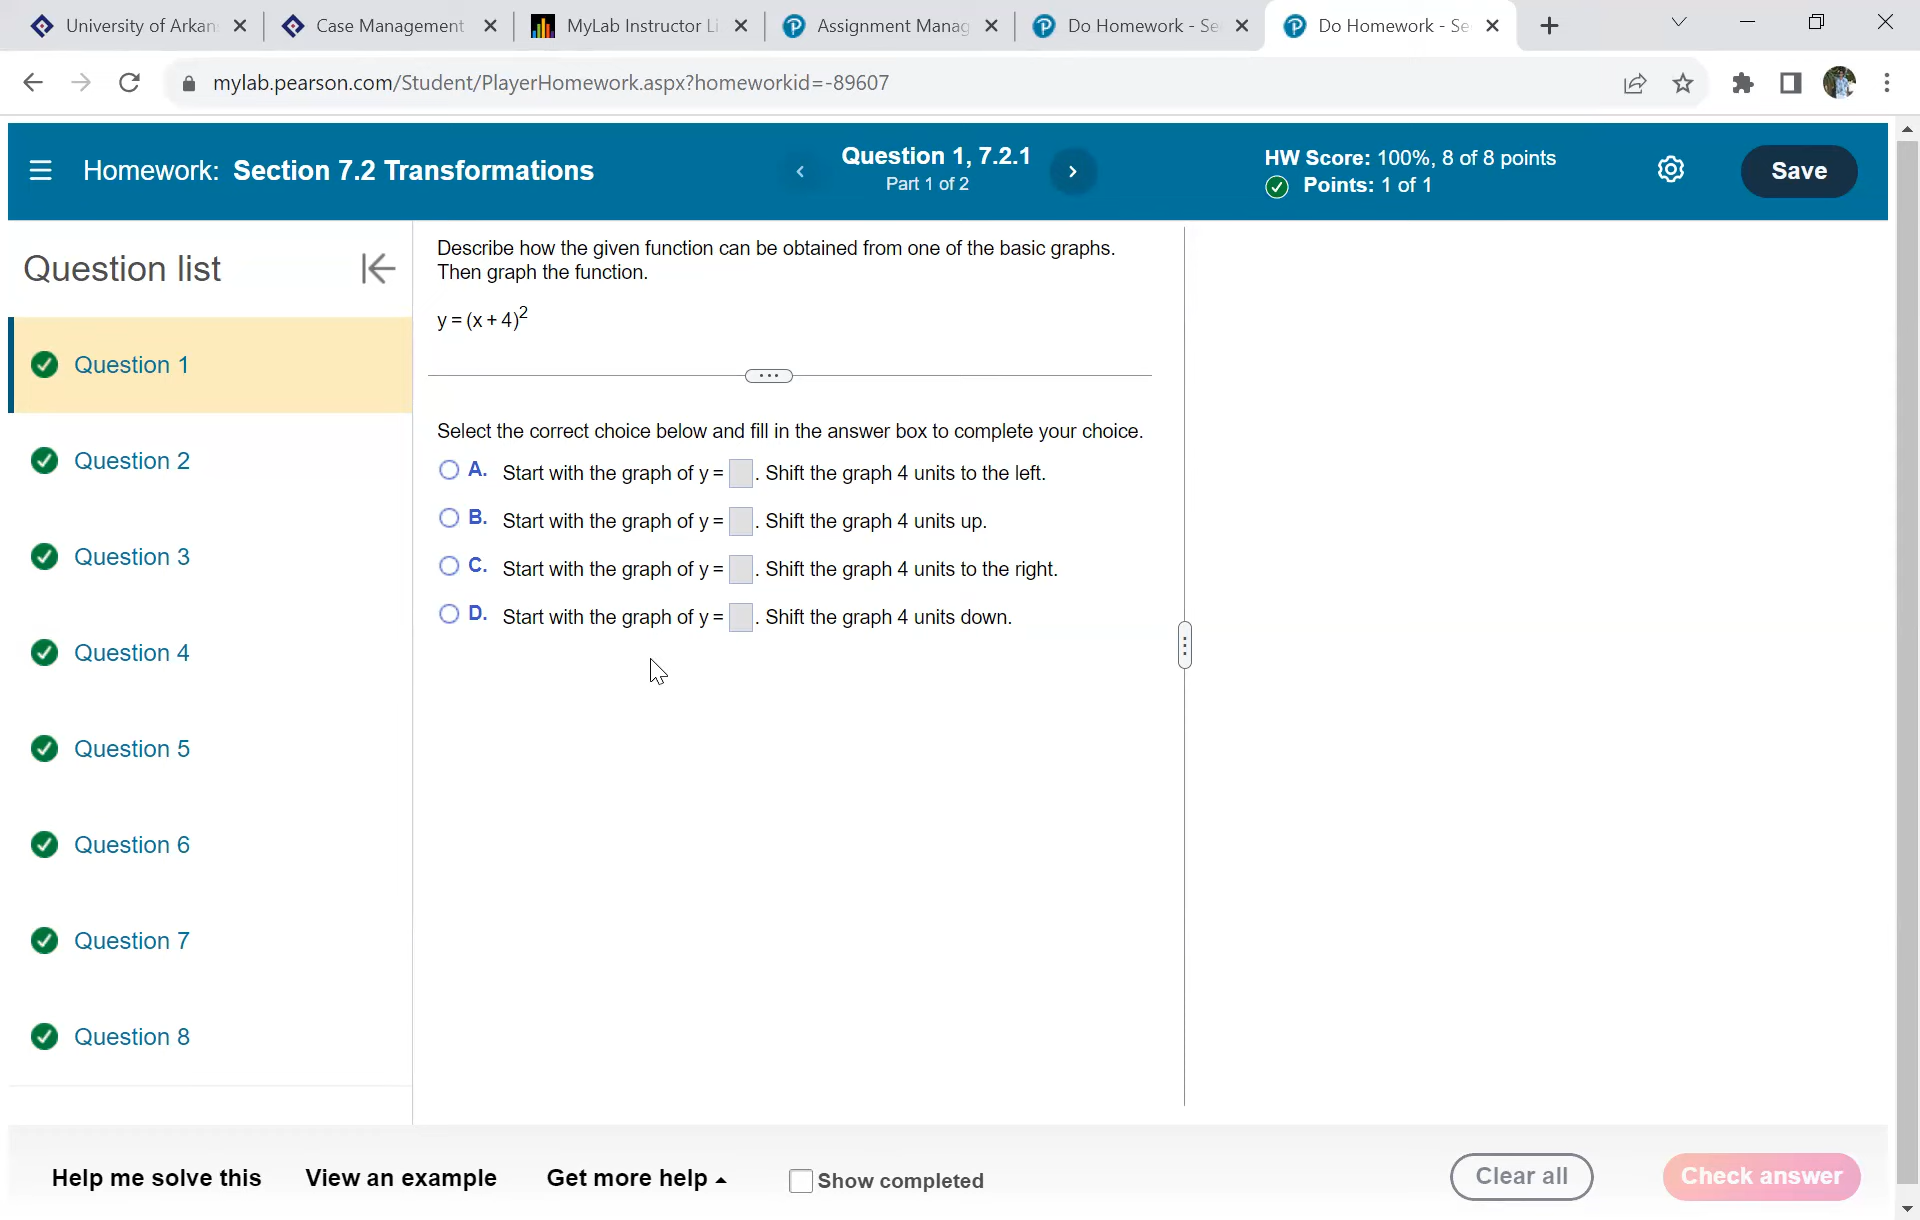 University of Arkan
Case Management
MyLab Instructor Li
Assignment Manag
Do Homework - Se
Do Homework - Se
mylab.pearson.com/Student/PlayerHomework.aspx?homeworkid=-89607
Homework: Section 7.2 Transformations
Question 1, 7.2.1
Part 1 of 2
HW Score: 100%, 8 of 8 points
Points: 1 of 1
Save
Question list
Question 1
Question 2
Question 3
Question 4
Question 5
Question 6
Question 7
Question 8
Describe how the given function can be obtained from one of the basic graphs.
Then graph the function.
y = (x + 4)²
Select the correct choice below and fill in the answer box to complete your choice.
A. Start with the graph of y = . Shift the graph 4 units to the left.
B. Start with the graph of y = . Shift the graph 4 units up.
C. Start with the graph of y = . Shift the graph 4 units to the right.
D. Start with the graph of y = . Shift the graph 4 units down.
Help me solve this
View an example
Get more help
Show completed
Clear all
Check answer